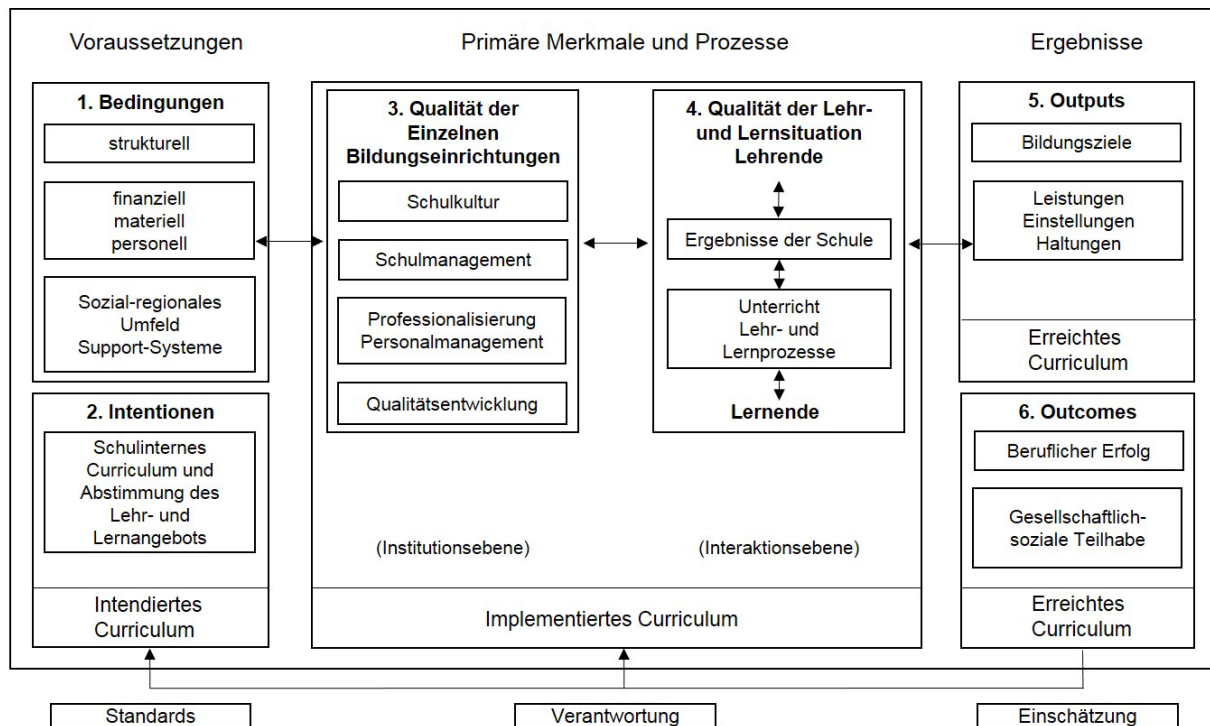 Voraussetzungen
Primäre Merkmale und Prozesse
Ergebnisse
1. Bedingungen
strukturell
finanziell
materiell
personell
Sozial-regionales
Umfeld
Support-Systeme
2. Intentionen
Schulinternes
Curriculum und
Abstimmung des
Lehr- und
Lernangebots
Intendiertes
Curriculum
3. Qualität der
Einzelnen
Bildungseinrichtungen
Schulkultur
Schulmanagement
Professionalisierung
Personalmanagement
Qualitätsentwicklung
(Institutionsebene)
4. Qualität der Lehr-
und Lernsituation
Lehrende
Ergebnisse der Schule
Unterricht
Lehr- und
Lernprozesse
Lernende
(Interaktionsebene)
Implementiertes Curriculum
5. Outputs
Bildungsziele
Leistungen
Einstellungen
Haltungen
Erreichtes
Curriculum
6. Outcomes
Beruflicher Erfolg
Gesellschaftlich-
soziale Teilhabe
Erreichtes
Curriculum
Standards
Verantwortung
Einschätzung